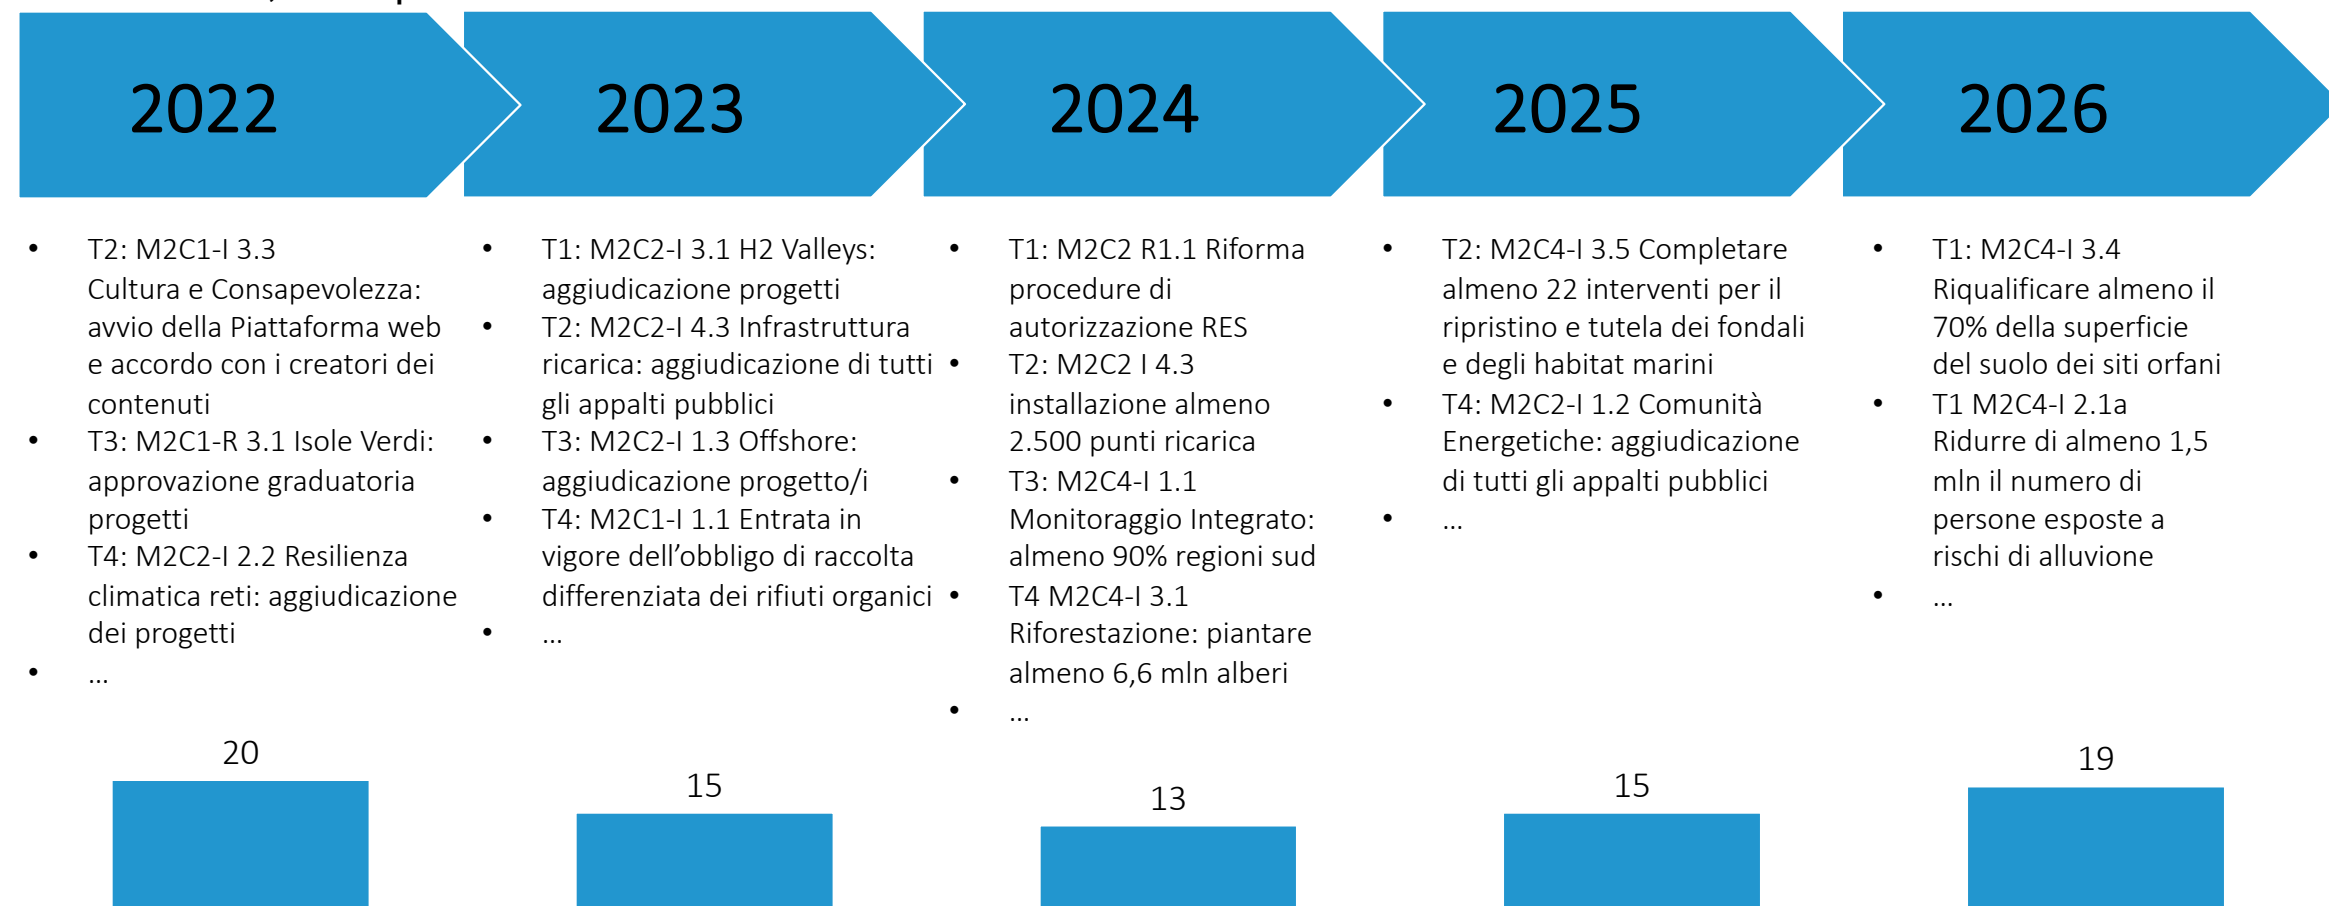 2022
2023
2024
2025
2026
• T2: M2C1-I 3.3
Cultura e Consapevolezza:
avvio della Piattaforma web
e accordo con i creatori dei
contenuti
• T3: M2C1-R 3.1 Isole Verdi:
approvazione graduatoria
progetti
• T4: M2C2-I 2.2 Resilienza
climatica reti: aggiudicazione
dei progetti
• ...
• T1: M2C2-I 3.1 H2 Valleys:
aggiudicazione progetti
• T2: M2C2-I 4.3 Infrastruttura
ricarica: aggiudicazione di tutti
gli appalti pubblici
• T3: M2C2-I 1.3 Offshore:
aggiudicazione progetto/i
• T4: M2C1-I 1.1 Entrata in
vigore dell’obbligo di raccolta
differenziata dei rifiuti organici
• ...
• T1: M2C2 R1.1 Riforma
procedure di
autorizzazione RES
• T2: M2C2 I 4.3
installazione almeno
2.500 punti ricarica
• T3: M2C4-I 1.1
Monitoraggio Integrato:
almeno 90% regioni sud
• T4 M2C4-I 3.1
Riforestazione: piantare
almeno 6,6 mln alberi
• ...
• T2: M2C4-I 3.5 Completare
almeno 22 interventi per il
ripristino e tutela dei fondali
e degli habitat marini
• T4: M2C2-I 1.2 Comunità
Energetiche: aggiudicazione
di tutti gli appalti pubblici
• ...
• T1: M2C4-I 3.4
Riqualificare almeno il
70% della superficie
del suolo dei siti orfani
• T1 M2C4-I 2.1a
Ridurre di almeno 1,5
mln il numero di
persone esposte a
rischi di alluvione
• ...
20
15
13
15
19